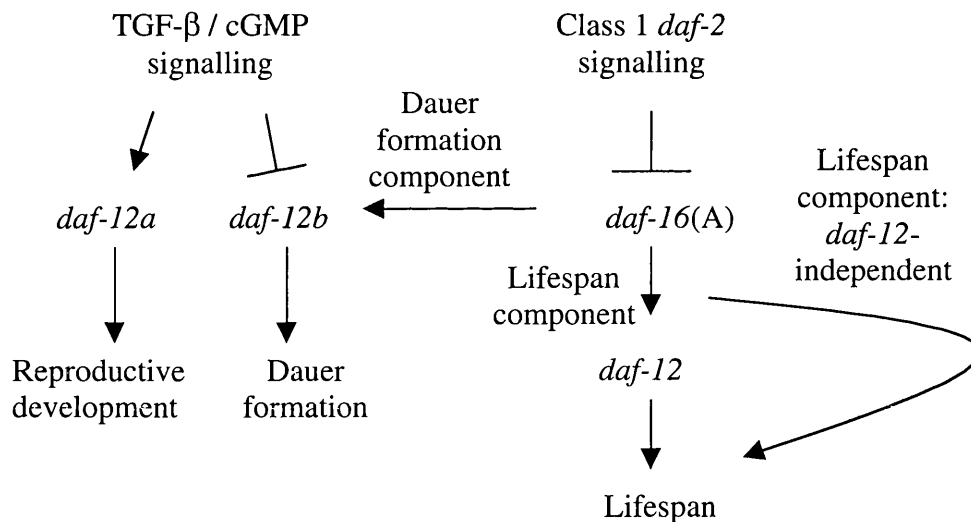 TGF-β / cGMP
signalling
Class 1 daf-2
signalling
Dauer
formation
component
Lifespan
component:
daf-12-
independent
daf-12a
daf-12b
daf-16(A)
Lifespan
component
Reproductive
development
Dauer
formation
daf-12
Lifespan